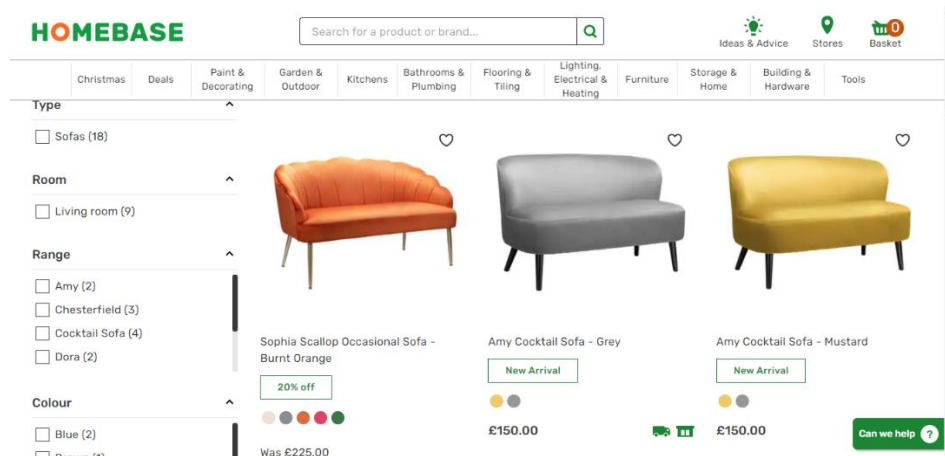 HOMEBASE
Search for a product or brand...
Ideas & Advice
Stores
0
Basket
Christmas
Deals
Paint &
Decorating
Garden &
Outdoor
Kitchens
Bathrooms &
Plumbing
Flooring &
Tiling
Lighting,
Electrical &
Heating
Furniture
Storage &
Home
Building &
Hardware
Tools
Type
Sofas (18)
Room
Living room (9)
Range
Amy (2)
Chesterfield (3)
Cocktail Sofa (4)
Dora (2)
Colour
Blue (2)
Sophia Scallop Occasional Sofa -
Burnt Orange
20% off
Was £225.00
Amy Cocktail Sofa - Grey
New Arrival
£150.00
Amy Cocktail Sofa - Mustard
New Arrival
£150.00
Can we help ?